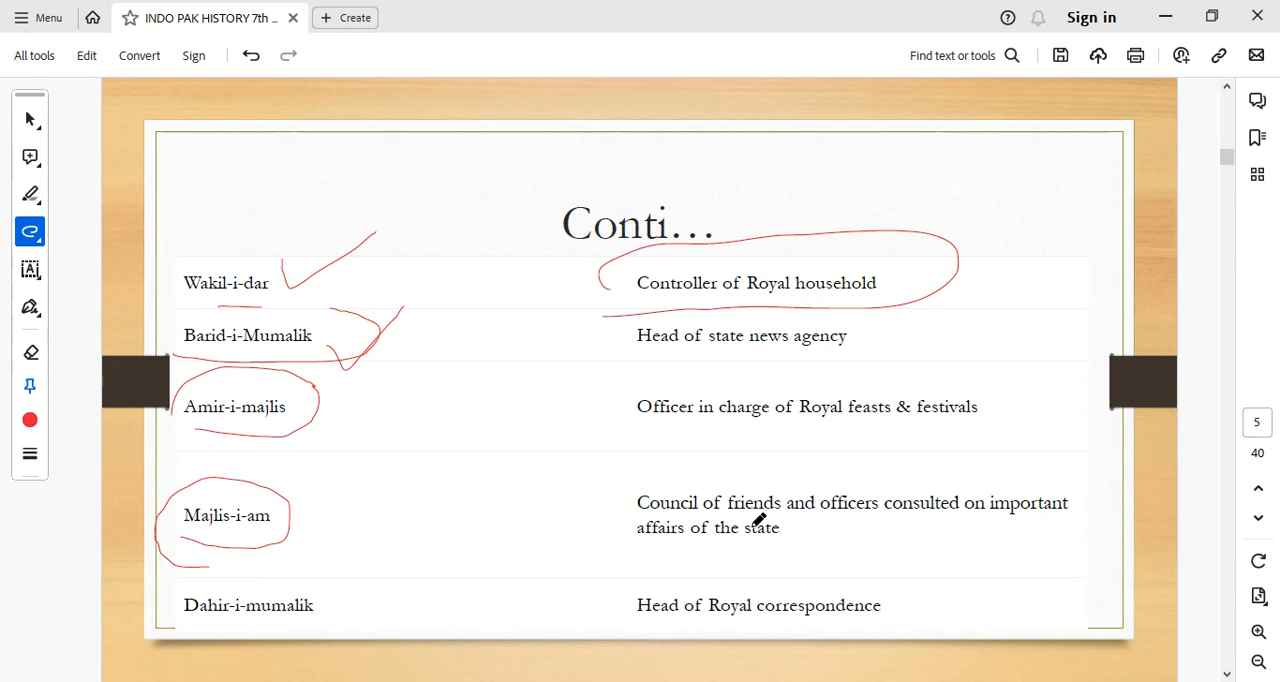 Menu
INDO PAK HISTORY 7th ...
Create
Sign in
All tools
Edit
Convert
Sign
Find text or tools
Conti...
Wakil-i-dar
Controller of Royal household
Barid-i-Mumalik
Head of state news agency
Amir-i-majlis
Officer in charge of Royal feasts & festivals
Majlis-i-am
Council of friends and officers consulted on important
affairs of the state
Dahir-i-mumalik
Head of Royal correspondence
5
40